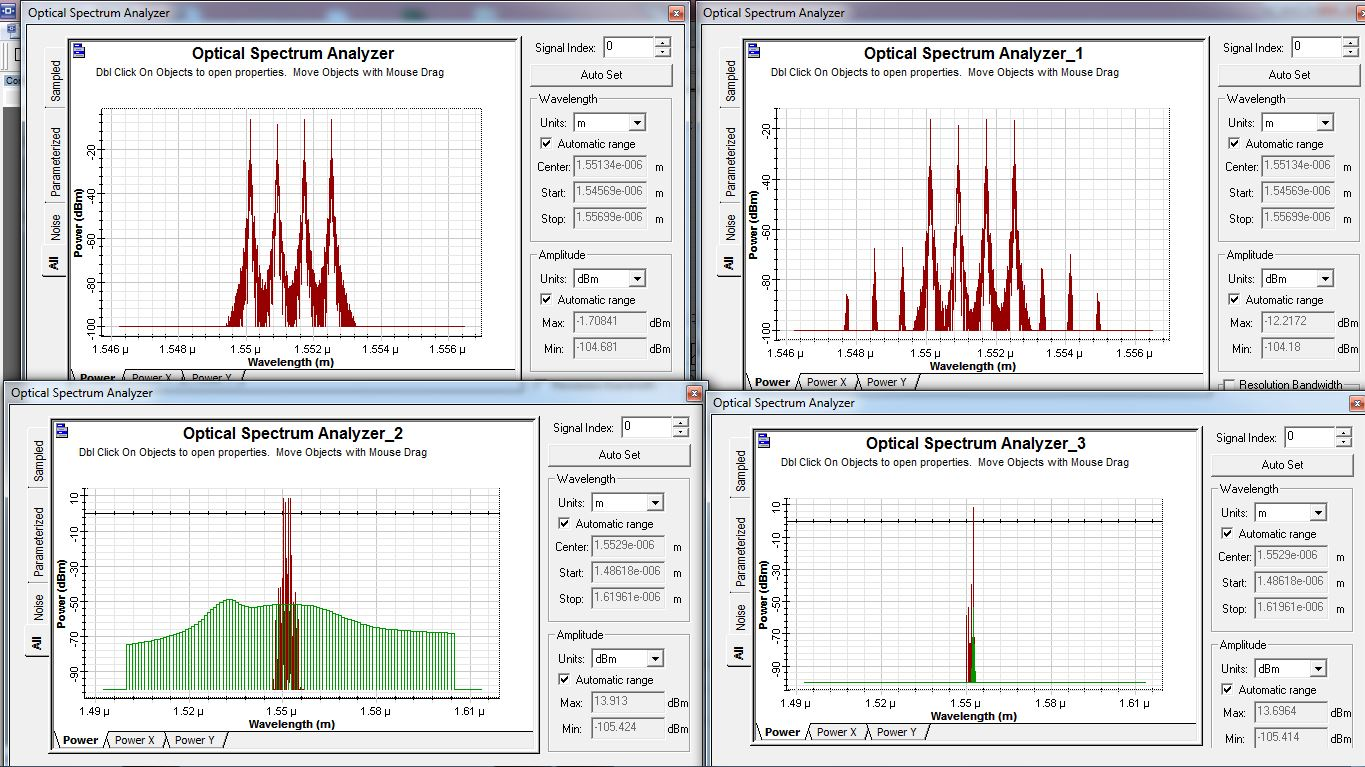 Optical Spectrum Analyzer
Optical Spectrum Analyzer
Dbl Click On Objects to open properties. Move Objects with Mouse Drag
Sampled
Parameterized
Noise
All
Power (dBm)
-20
-40
-60
-80
-100
1.546 µ 1.548 µ 1.55 µ 1.552 µ 1.554 µ 1.556 µ
Wavelength (m)
Power Power X Power Y
Signal Index: 0
Auto Set
Wavelength
Units: m
Automatic range
Center: 1.55134e-006 m
Start: 1.54569e-006 m
Stop: 1.55699e-006 m
Amplitude
Units: dBm
Automatic range
Max: -1.70841 dBm
Min: -104.681 dBm
Optical Spectrum Analyzer
Optical Spectrum Analyzer_1
Dbl Click On Objects to open properties. Move Objects with Mouse Drag
Sampled
Parameterized
Noise
All
Power (dBm)
-20
-40
-60
-80
-100
1.546 µ 1.548 µ 1.55 µ 1.552 µ 1.554 µ 1.556 µ
Wavelength (m)
Power Power X Power Y
Signal Index: 0
Auto Set
Wavelength
Units: m
Automatic range
Center: 1.55134e-006 m
Start: 1.54569e-006 m
Stop: 1.55699e-006 m
Amplitude
Units: dBm
Automatic range
Max: -12.2172 dBm
Min: -104.18 dBm
Resolution Bandwidth
Optical Spectrum Analyzer
Optical Spectrum Analyzer_2
Dbl Click On Objects to open properties. Move Objects with Mouse Drag
Sampled
Parameterized
Noise
All
Power (dBm)
10
-10
-30
-50
-70
-90
1.49 µ 1.52 µ 1.55 µ 1.58 µ 1.61 µ
Wavelength (m)
Power Power X Power Y
Signal Index: 0
Auto Set
Wavelength
Units: m
Automatic range
Center: 1.5529e-006 m
Start: 1.48618e-006 m
Stop: 1.61961e-006 m
Amplitude
Units: dBm
Automatic range
Max: 13.913 dBm
Min: -105.424 dBm
Optical Spectrum Analyzer
Optical Spectrum Analyzer_3
Dbl Click On Objects to open properties. Move Objects with Mouse Drag
Sampled
Parameterized
Noise
All
Power (dBm)
10
-10
-30
-50
-70
-90
1.49 µ 1.52 µ 1.55 µ 1.58 µ 1.61 µ
Wavelength (m)
Power Power X Power Y
Signal Index: 0
Auto Set
Wavelength
Units: m
Automatic range
Center: 1.5529e-006 m
Start: 1.48618e-006 m
Stop: 1.61961e-006 m
Amplitude
Units: dBm
Automatic range
Max: 13.6964 dBm
Min: -105.414 dBm